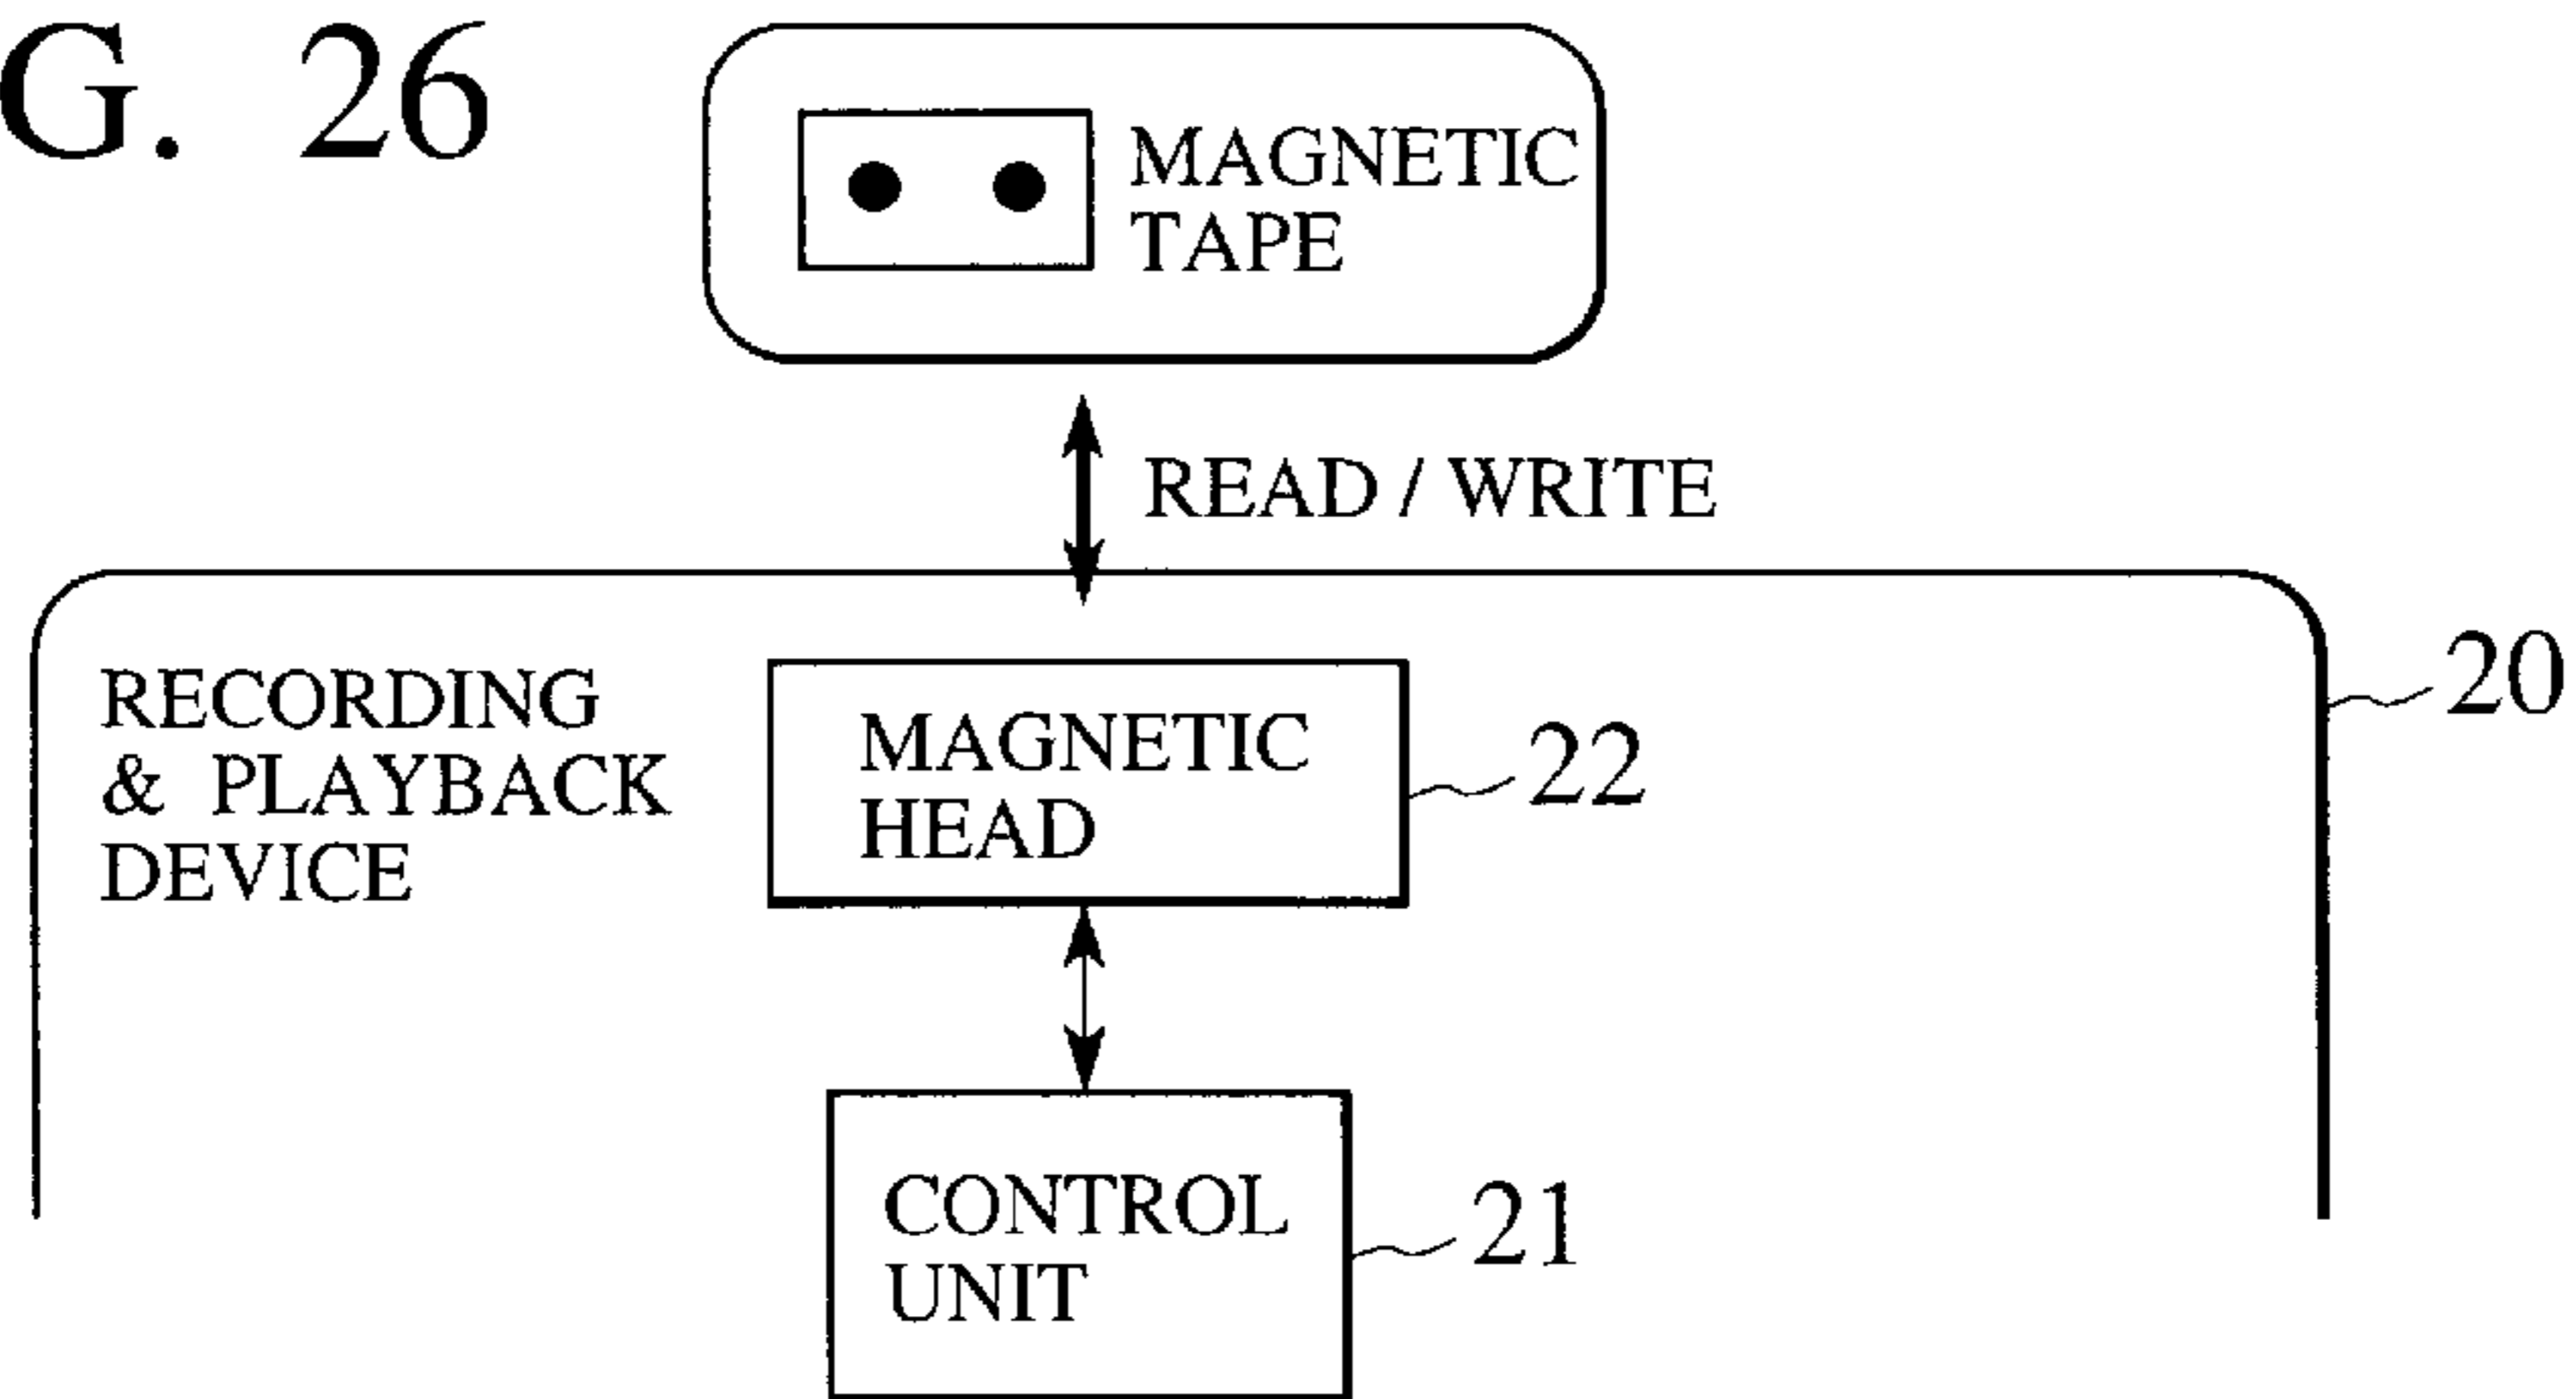 G. 26
MAGNETIC
TAPE
READ / WRITE
RECORDING
& PLAYBACK
DEVICE
MAGNETIC
HEAD
22
20
CONTROL
UNIT
21